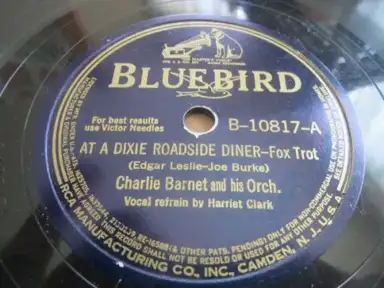 BLUEBIRD
For best results
use Victor Needles
B-10817-A
AT A DIXIE ROADSIDE DINER-Fox Trot
(Edgar Leslie-Joe Burke)
Charlie Barnet and his Orch.
Vocal refrain by Harriet Clark
RCA MANUFACTURING CO., INC., CAMDEN, N.J., U.S.A.